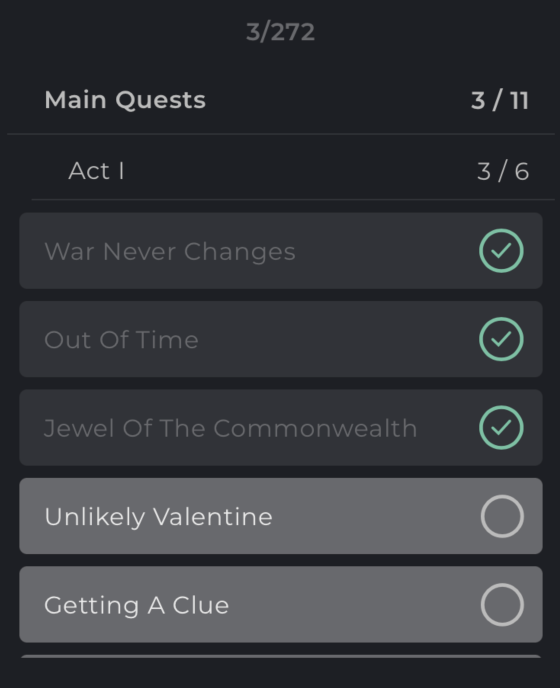 3/272
Main Quests 3 / 11
Act I 3 / 6
War Never Changes
Out Of Time
Jewel Of The Commonwealth
Unlikely Valentine
Getting A Clue